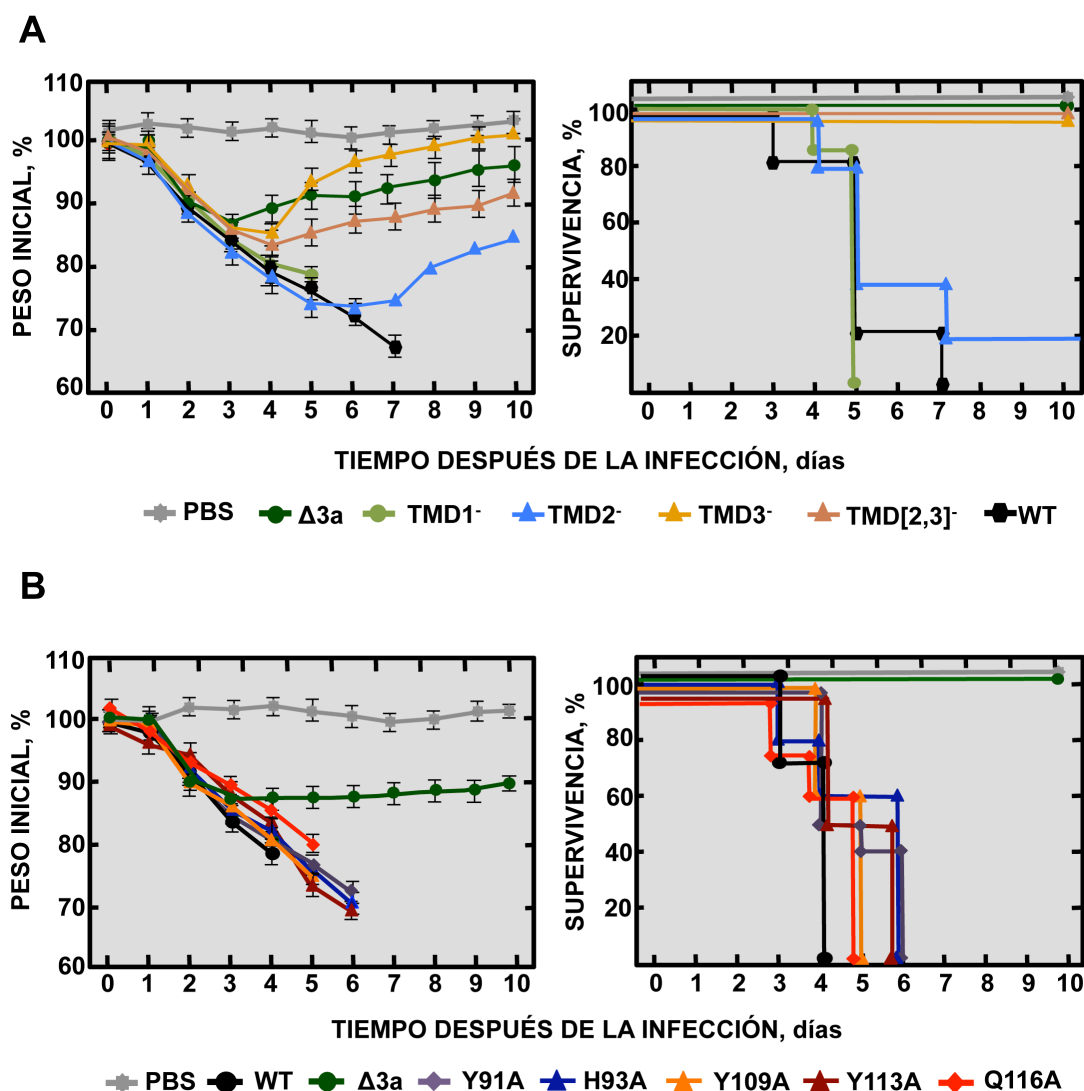 A
PESO INICIAL, %
110
100
90
80
70
60
0 1 2 3 4 5 6 7 8 9 10
SUPERVIVENCIA, %
100
80
60
40
20
0 1 2 3 4 5 6 7 8 9 10
TIEMPO DESPUÉS DE LA INFECCIÓN, días
PBS Δ3a TMD1⁻ TMD2⁻ TMD3⁻ TMD[2,3]⁻ WT
B
PESO INICIAL, %
110
100
90
80
70
60
0 1 2 3 4 5 6 7 8 9 10
SUPERVIVENCIA, %
100
80
60
40
20
0 1 2 3 4 5 6 7 8 9 10
TIEMPO DESPUÉS DE LA INFECCIÓN, días
PBS WT Δ3a Y91A H93A Y109A Y113A Q116A